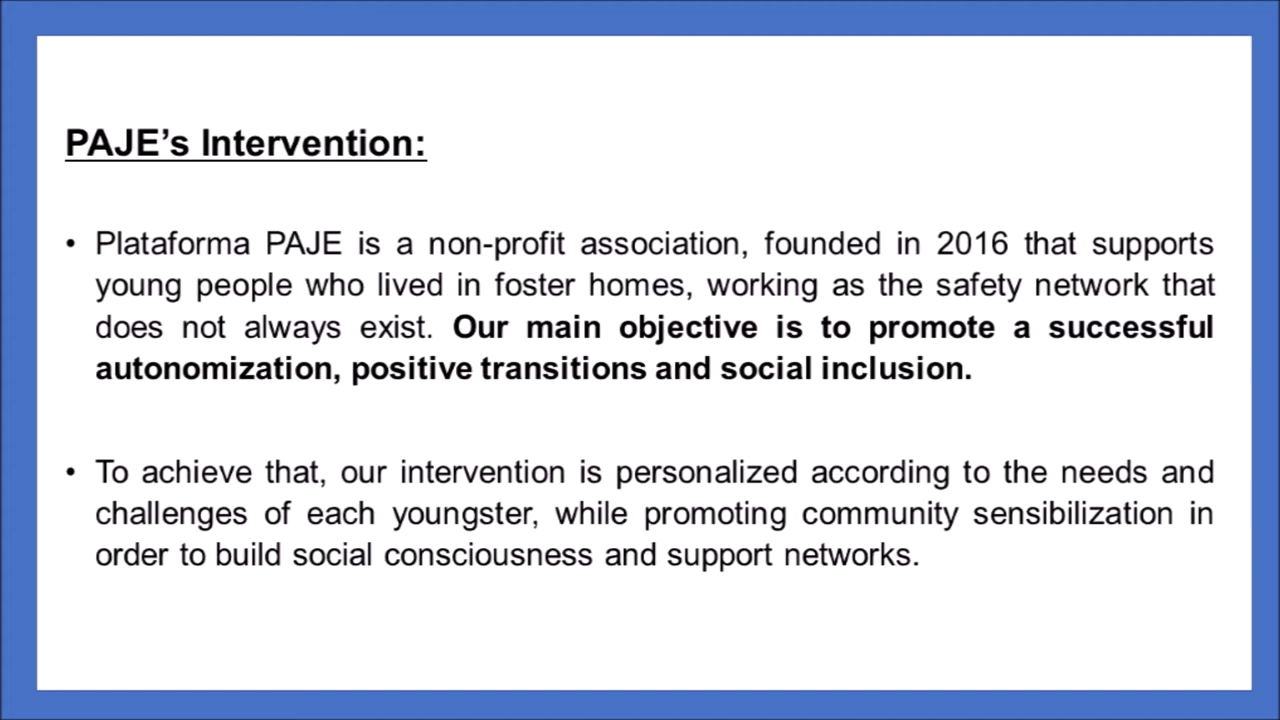 PAJE’s Intervention:
• Plataforma PAJE is a non-profit association, founded in 2016 that supports
young people who lived in foster homes, working as the safety network that
does not always exist. Our main objective is to promote a successful
autonomization, positive transitions and social inclusion.
• To achieve that, our intervention is personalized according to the needs and
challenges of each youngster, while promoting community sensibilization in
order to build social consciousness and support networks.